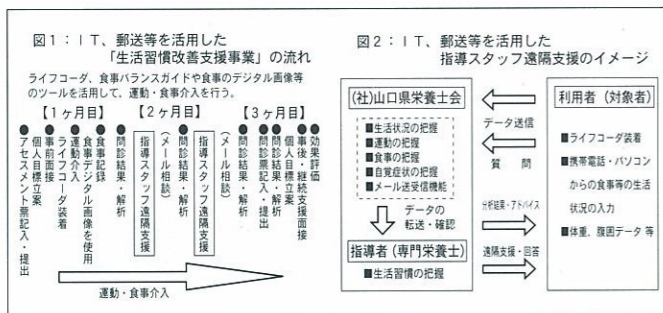 図1：ＩＴ、郵送等を活用した
「生活習慣改善支援事業」の流れ
ライフコーダ、食事バランスガイドや食事のデジタル画像等
のツールを活用して、運動・食事介入を行う。
【1ヶ月目】
【2ヶ月目】
【3ヶ月目】
●アセスメント票記入・提出
個人目標立案
●事前面接
ライフコーダ装着
●運動介入
食事デジタル画像を使用
●食事記録
●問診結果・解析
指導スタッフ遠隔支援
（メール相談）
●問診結果・解析
指導スタッフ遠隔支援
（メール相談）
●問診票記入・提出
●問診結果・解析
個人目標立案
●事後・継続支援面接
●効果評価
運動・食事介入
図2：ＩＴ、郵送等を活用した
指導スタッフ遠隔支援のイメージ
(社)山口県栄養士会
■生活状況の把握
■運動の把握
■食事の把握
■自覚症状の把握
■メール送受信機能
データの
転送・確認
指導者（専門栄養士）
■生活習慣の把握
データ送信
質　問
分析結果・アドバイス
遠隔支援・回答
利用者（対象者）
■ライフコーダ装着
■携帯電話・パソコン
からの食事等の生活
状況の入力
■体重、腹囲データ 等